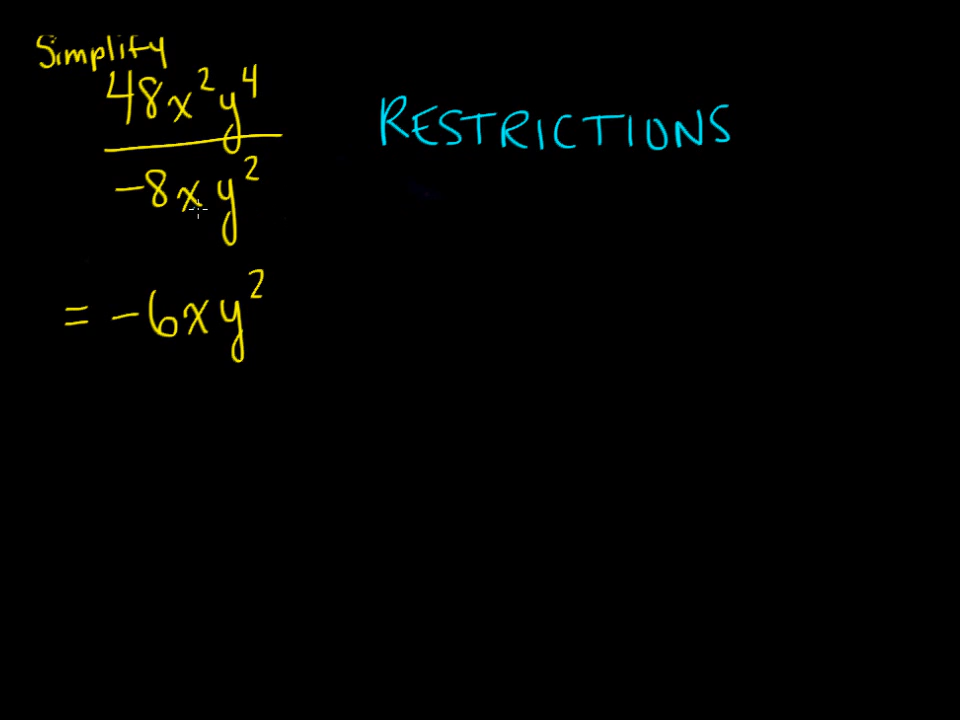 Simplify
48x²y⁴
-8xy²
= -6xy²
RESTRICTIONS